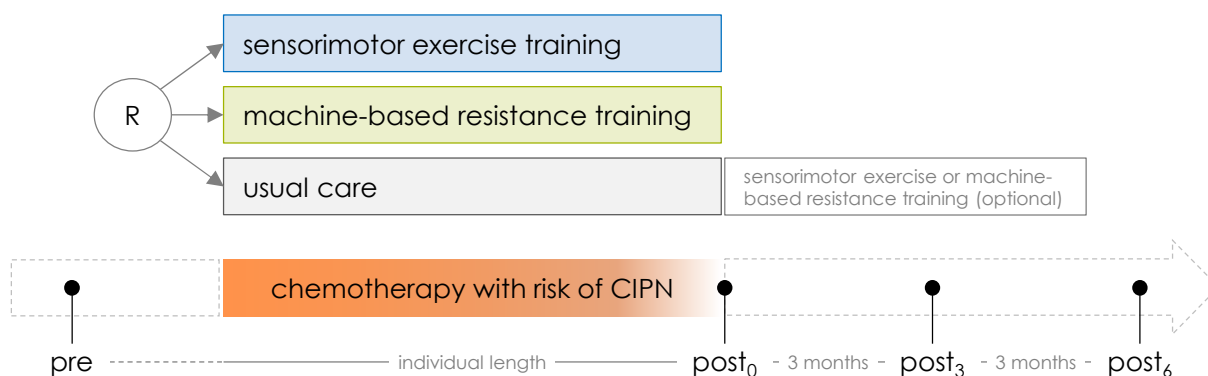 sensorimotor exercise training
R
machine-based resistance training
usual care
sensorimotor exercise or machine-
based resistance training (optional)
chemotherapy with risk of CIPN
pre
individual length
post₀
3 months
post₃
3 months
post₆